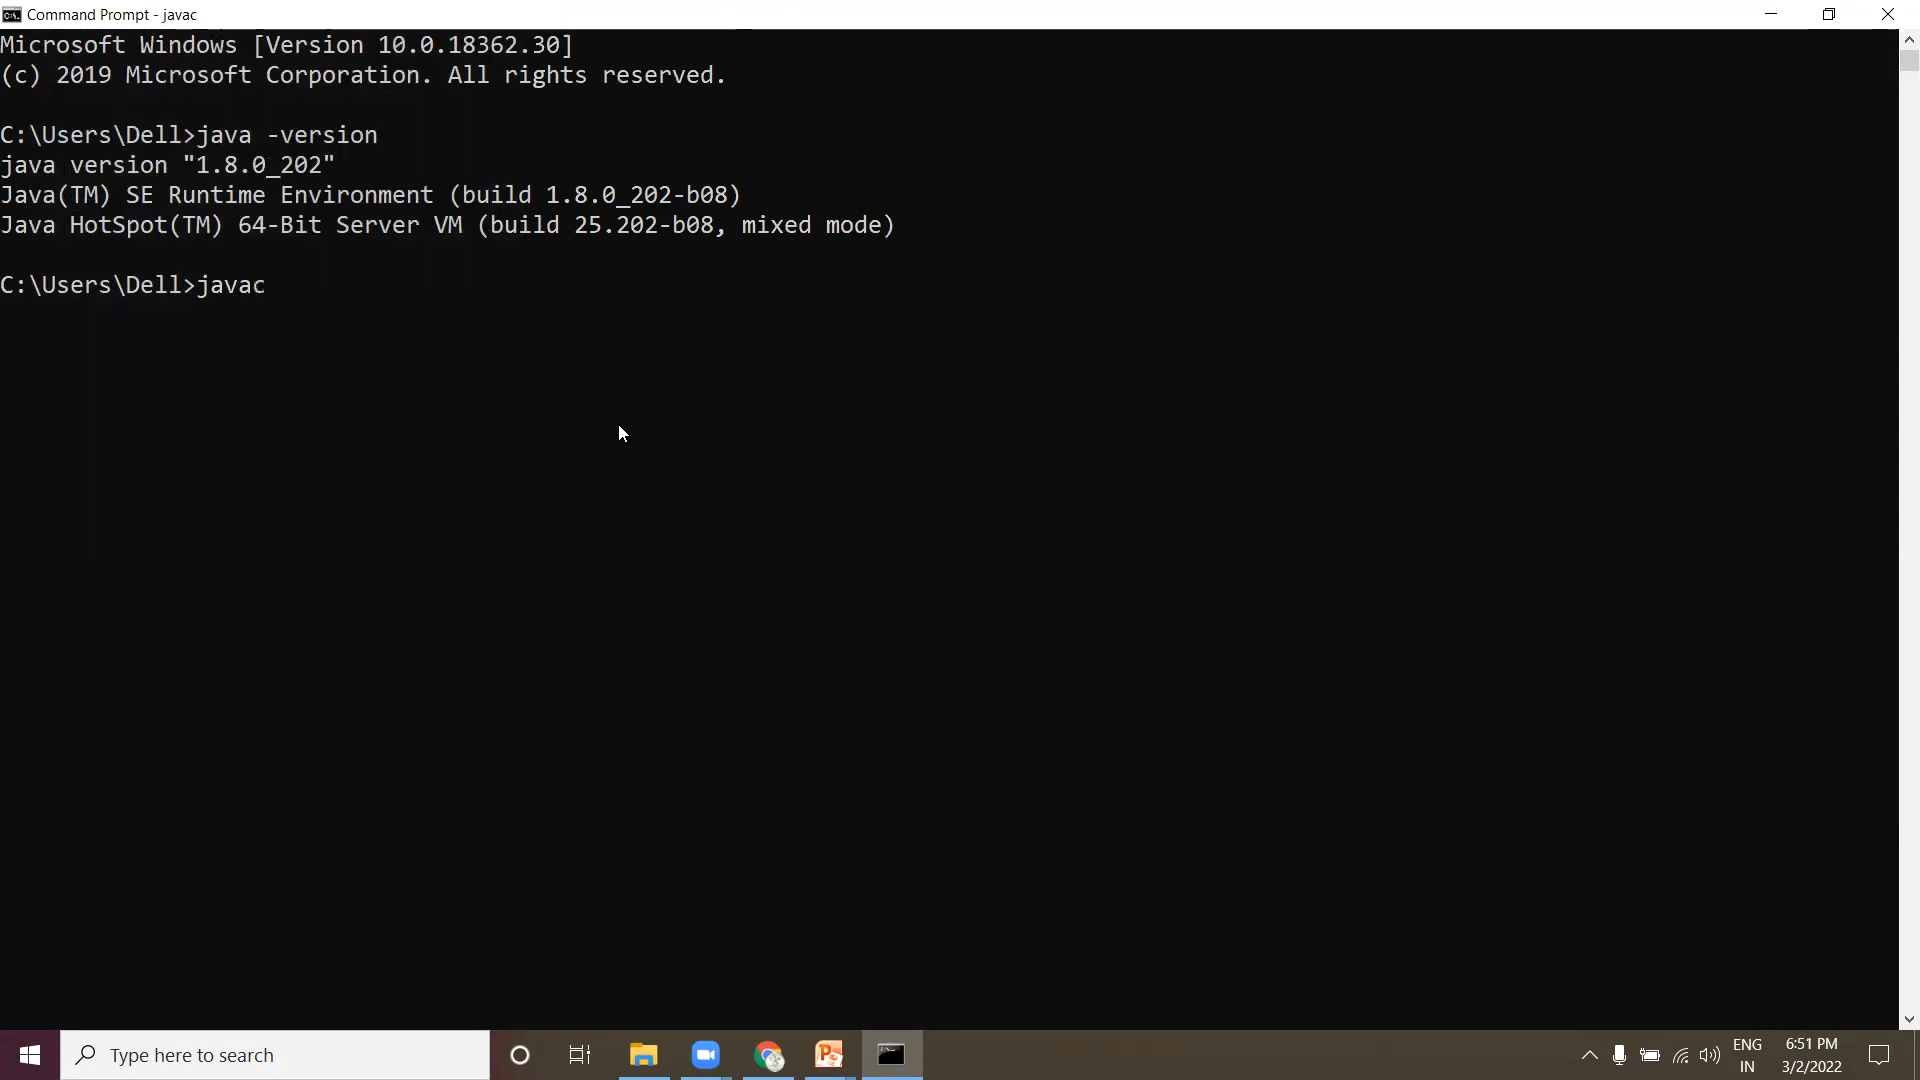 Command Prompt - javac
Microsoft Windows [Version 10.0.18362.30]
(c) 2019 Microsoft Corporation. All rights reserved.
C:\Users\Dell>java -version
java version "1.8.0_202"
Java(TM) SE Runtime Environment (build 1.8.0_202-b08)
Java HotSpot(TM) 64-Bit Server VM (build 25.202-b08, mixed mode)
C:\Users\Dell>javac
Type here to search
ENG
IN
6:51 PM
3/2/2022